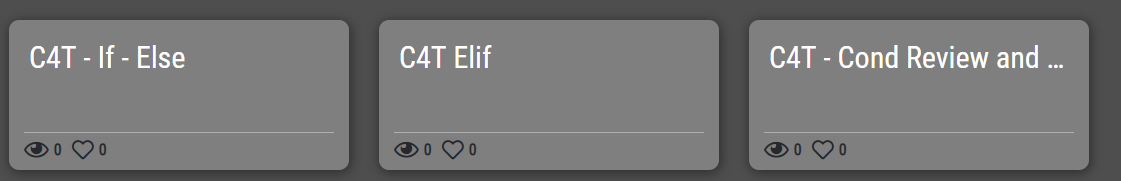 C4T - If - Else
0 0
C4T Elif
0 0
C4T - Cond Review and ...
0 0